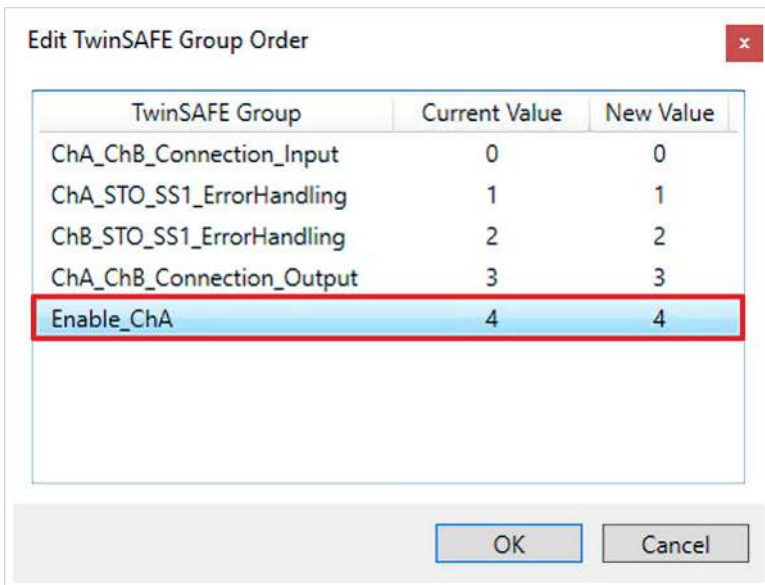 Edit TwinSAFE Group Order
x
TwinSAFE Group Current Value New Value
ChA_ChB_Connection_Input 0 0
ChA_STO_SS1_ErrorHandling 1 1
ChB_STO_SS1_ErrorHandling 2 2
ChA_ChB_Connection_Output 3 3
Enable_ChA 4 4
OK Cancel